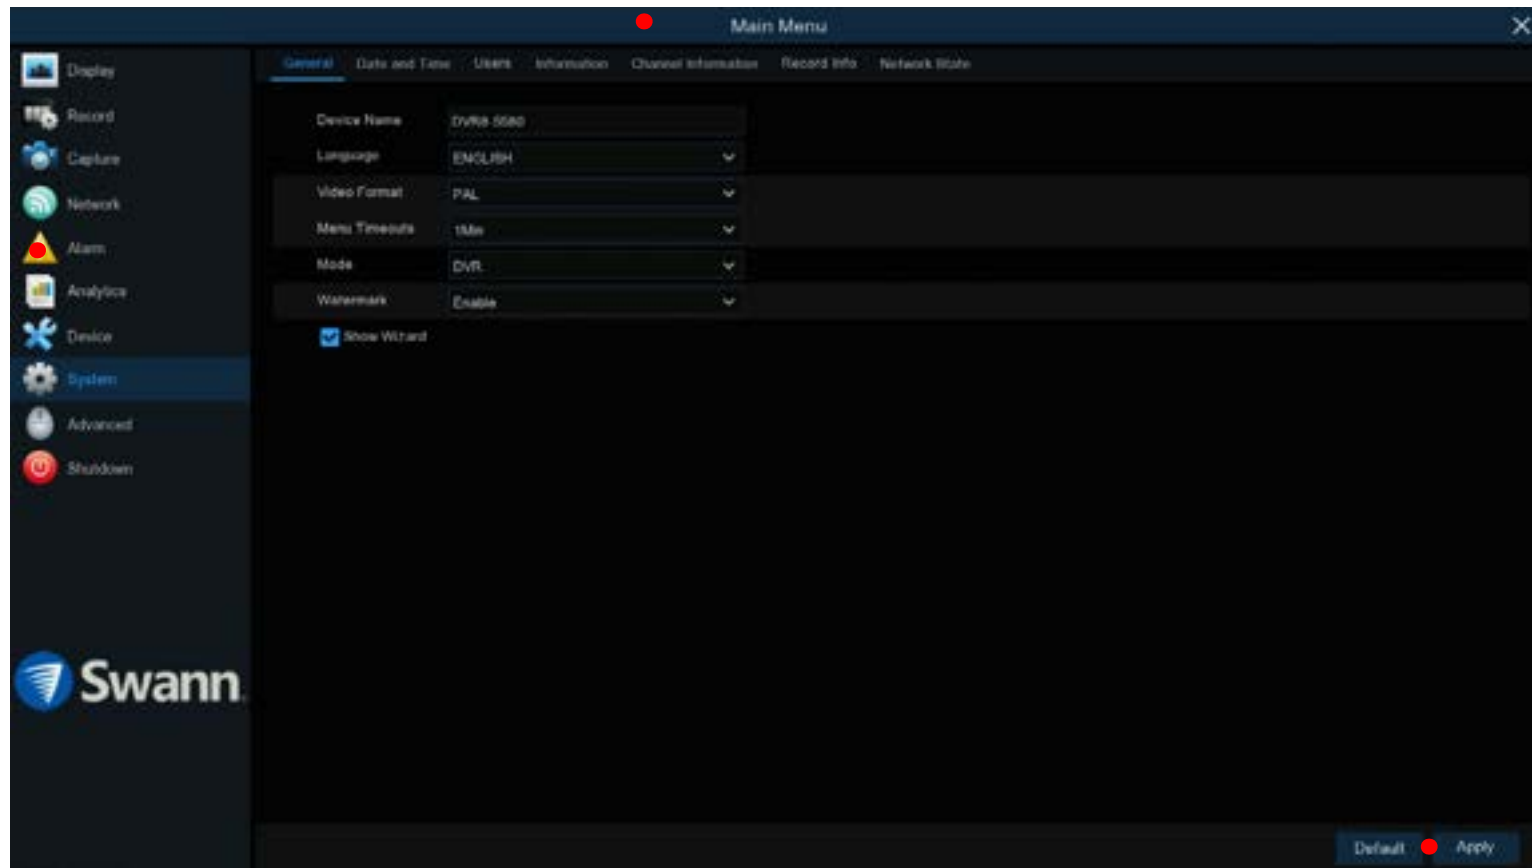 Main Menu
Display
Record
Capture
Network
Alarm
Analytics
Device
System
Advanced
Shutdown
Swann
General Date and Time Users Information Channel Information Record Info Network State
Device Name DVR8-5580
Language ENGLISH
Video Format PAL
Menu Timeouts 1Min
Mode DVR
Watermark Enable
Show Wizard
Default Apply